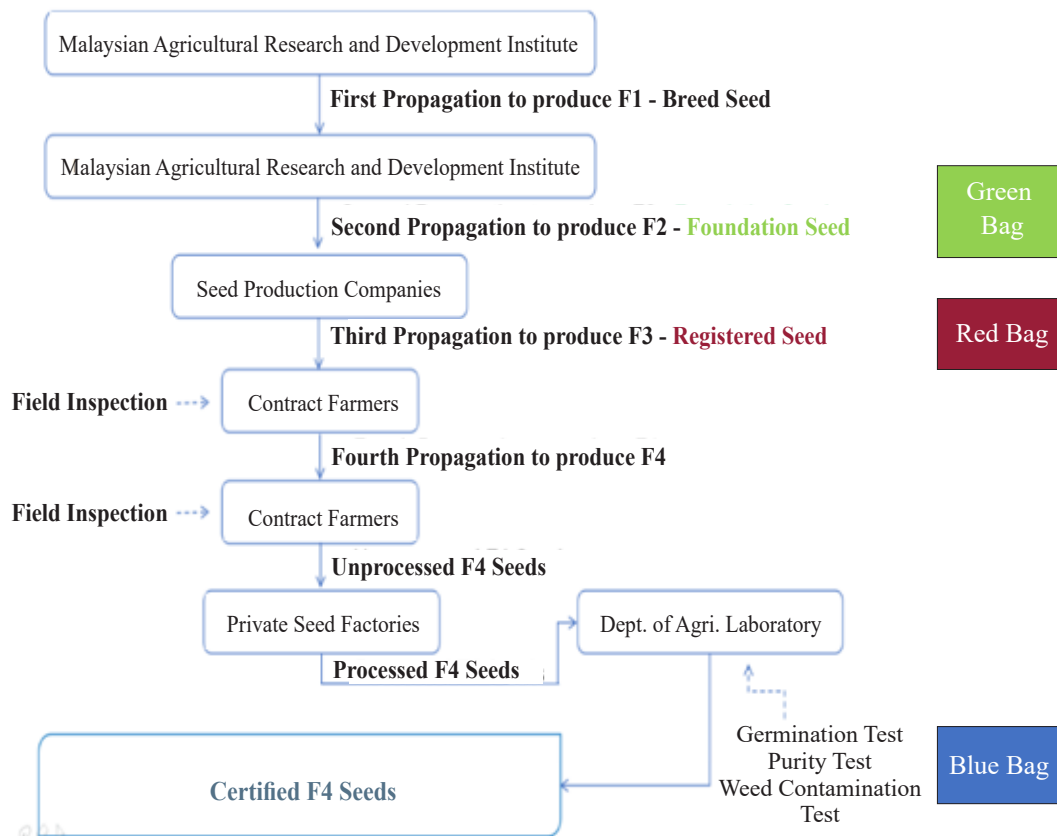 Malaysian Agricultural Research and Development Institute
First Propagation to produce F1 - Breed Seed
Malaysian Agricultural Research and Development Institute
Green
Bag
Second Propagation to produce F2 - Foundation Seed
Seed Production Companies
Third Propagation to produce F3 - Registered Seed
Red Bag
Field Inspection
Contract Farmers
Fourth Propagation to produce F4
Field Inspection
Contract Farmers
Unprocessed F4 Seeds
Private Seed Factories
Dept. of Agri. Laboratory
Processed F4 Seeds
Germination Test
Purity Test
Weed Contamination
Test
Blue Bag
Certified F4 Seeds